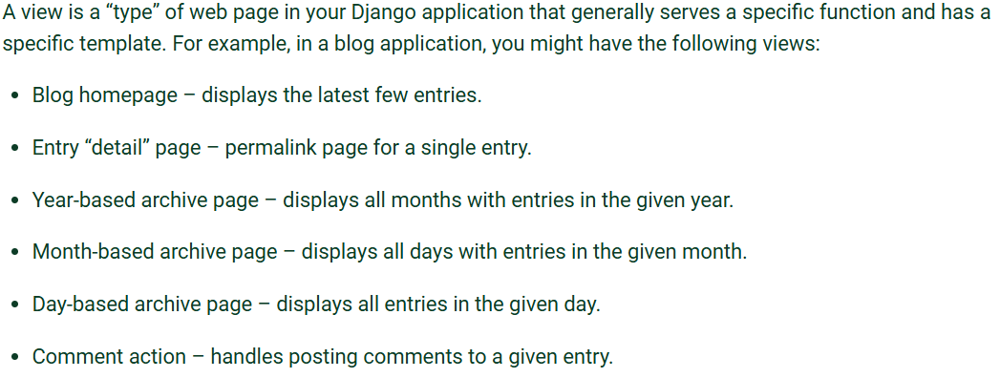 A view is a “type” of web page in your Django application that generally serves a specific function and has a
specific template. For example, in a blog application, you might have the following views:
• Blog homepage – displays the latest few entries.
• Entry “detail” page – permalink page for a single entry.
• Year-based archive page – displays all months with entries in the given year.
• Month-based archive page – displays all days with entries in the given month.
• Day-based archive page – displays all entries in the given day.
• Comment action – handles posting comments to a given entry.